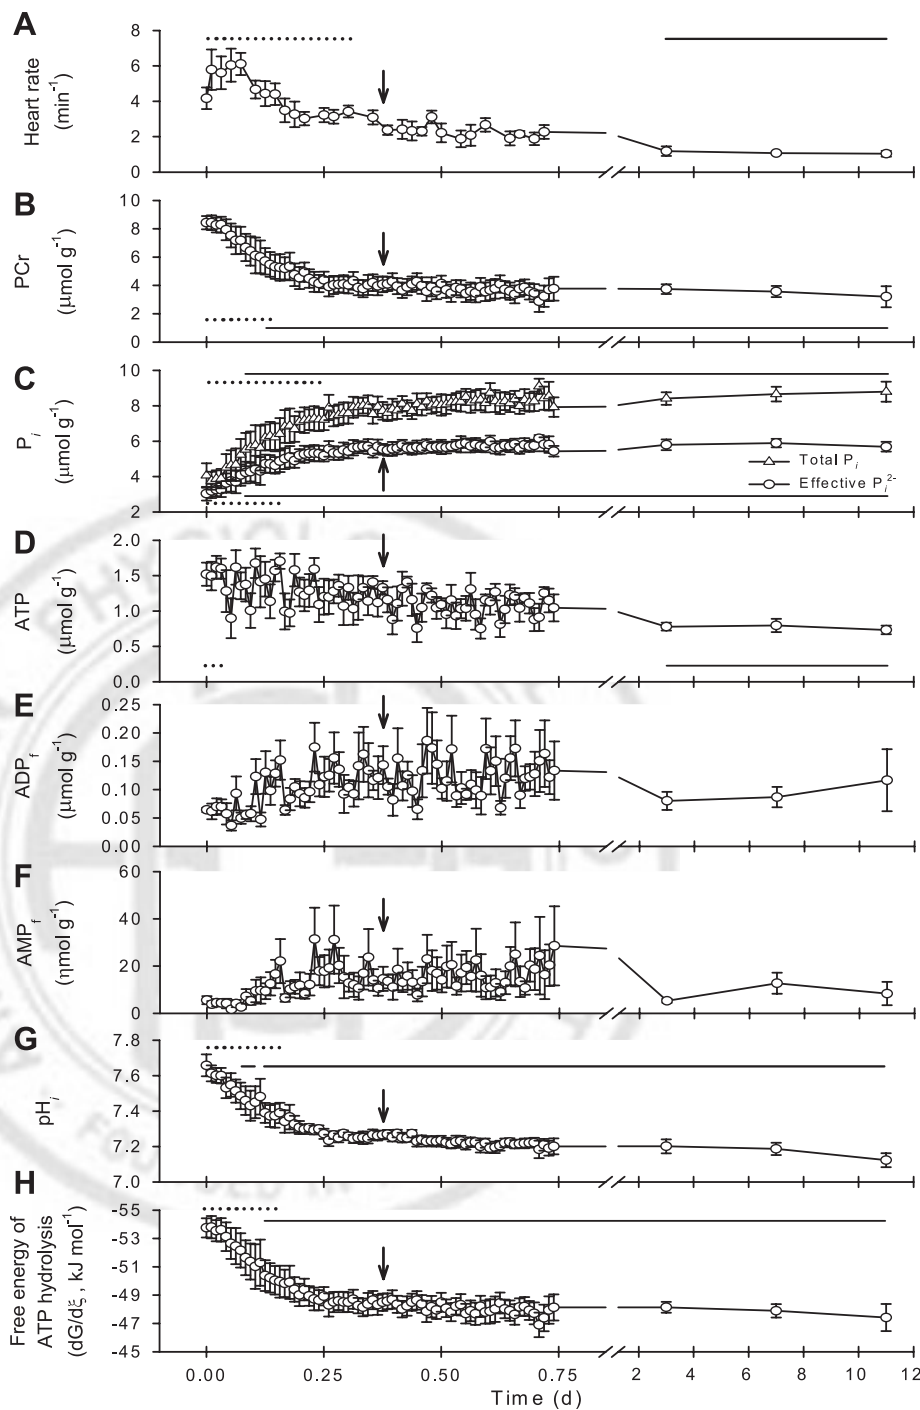 A
Heart rate
(min⁻¹)
8
6
4
2
0
B
PCr
(μmol g⁻¹)
10
8
6
4
2
0
C
Pᵢ
(μmol g⁻¹)
10
8
6
4
2
Total Pᵢ
Effective Pᵢ²⁻
D
ATP
(μmol g⁻¹)
2.0
1.5
1.0
0.5
0.0
E
ADP_f
(μmol g⁻¹)
0.25
0.20
0.15
0.10
0.05
0.00
F
AMP_f
(ηmol g⁻¹)
60
40
20
0
G
pHᵢ
7.8
7.6
7.4
7.2
7.0
H
Free energy of
ATP hydrolysis
(dG/dξ, kJ mol⁻¹)
-55
-53
-51
-49
-47
-45
0.00 0.25 0.50 0.75 2 4 6 8 10 12
Time (d)